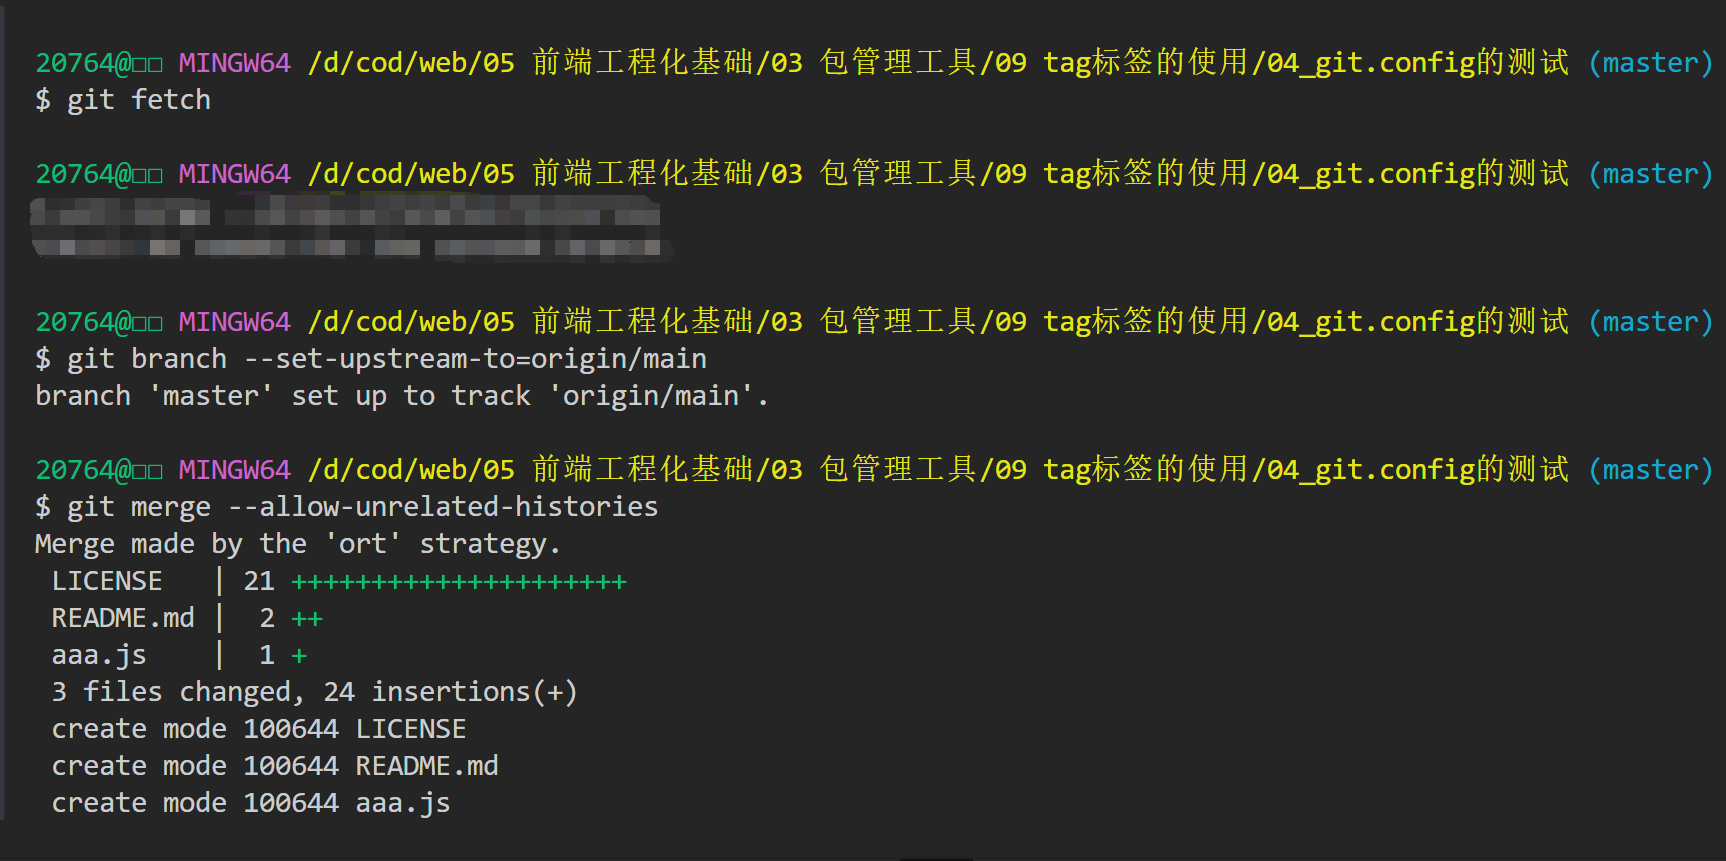 20764@□□ MINGW64 /d/cod/web/05 前端工程化基础/03 包管理工具/09 tag标签的使用/04_git.config的测试 (master)
$ git fetch
20764@□□ MINGW64 /d/cod/web/05 前端工程化基础/03 包管理工具/09 tag标签的使用/04_git.config的测试 (master)
20764@□□ MINGW64 /d/cod/web/05 前端工程化基础/03 包管理工具/09 tag标签的使用/04_git.config的测试 (master)
$ git branch --set-upstream-to=origin/main
branch 'master' set up to track 'origin/main'.
20764@□□ MINGW64 /d/cod/web/05 前端工程化基础/03 包管理工具/09 tag标签的使用/04_git.config的测试 (master)
$ git merge --allow-unrelated-histories
Merge made by the 'ort' strategy.
LICENSE | 21 +++++++++++++++++++++
README.md | 2 ++
aaa.js | 1 +
3 files changed, 24 insertions(+)
create mode 100644 LICENSE
create mode 100644 README.md
create mode 100644 aaa.js